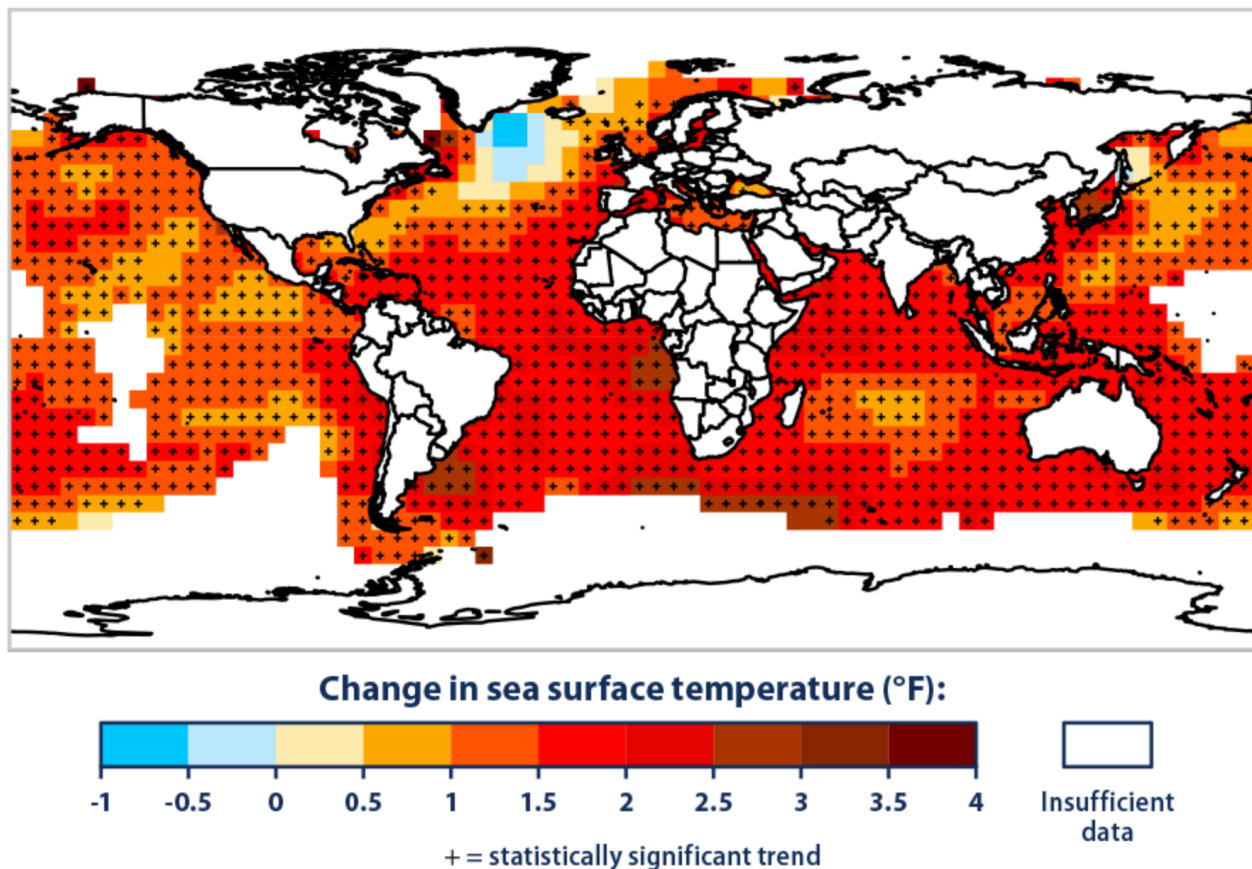 Change in sea surface temperature (°F):
-1 -0.5 0 0.5 1 1.5 2 2.5 3 3.5 4
Insufficient
data
+ = statistically significant trend